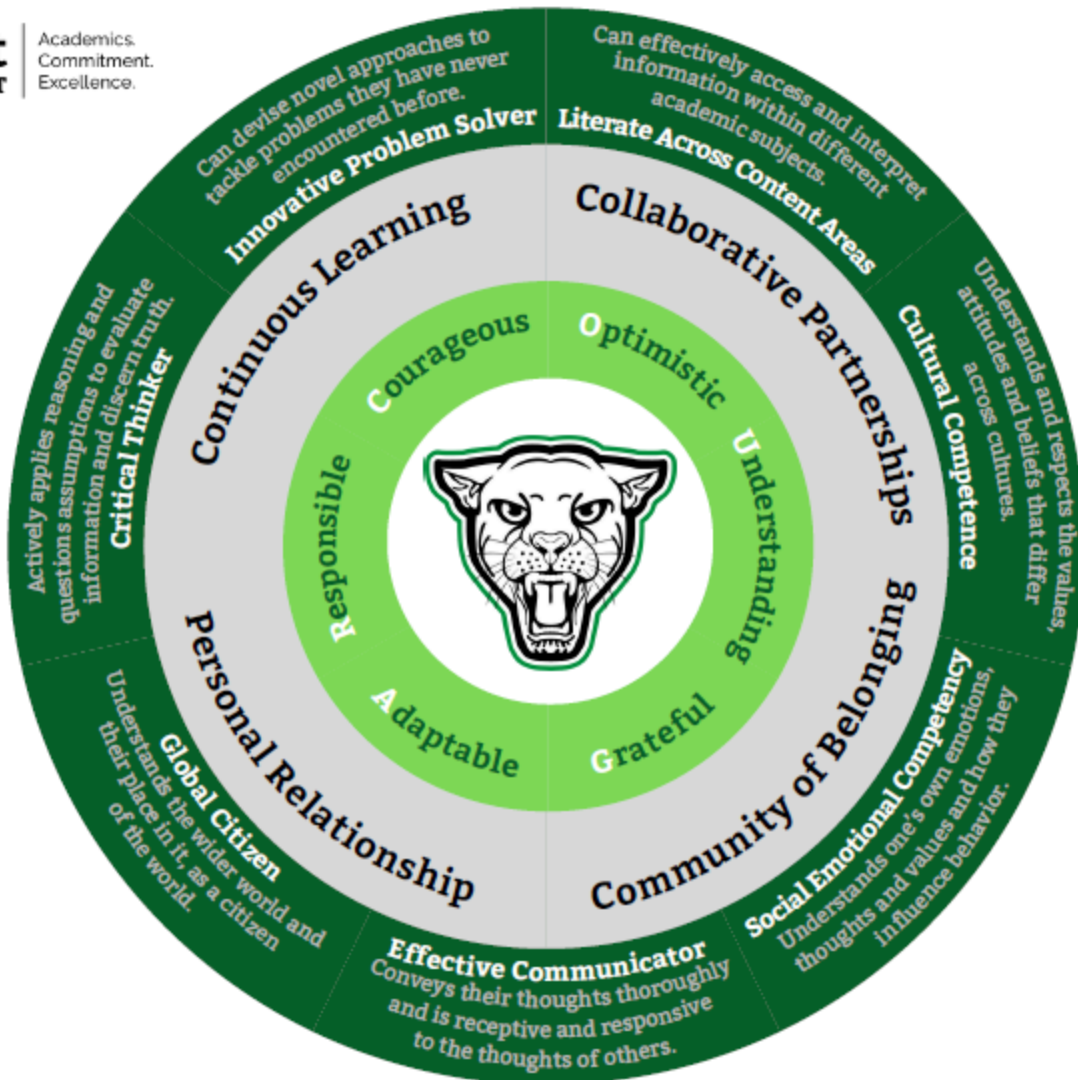 Academics.
Commitment.
Excellence.
Can devise novel approaches to
tackle problems they have never
encountered before.
Innovative Problem Solver
Can effectively access and interpret
information within different
academic subjects.
Literate Across Content Areas
Understands and respects the values,
attitudes and beliefs that differ
across cultures.
Cultural Competence
Social Emotional Competency
Understands one's own emotions,
thoughts and values and how they
influence behavior.
Effective Communicator
Conveys their thoughts thoroughly
and is receptive and responsive
to the thoughts of others.
Global Citizen
Understands the wider world and
their place in it, as a citizen
of the world.
Actively applies reasoning and
questions assumptions to evaluate
information and discern truth.
Critical Thinker
Continuous Learning
Collaborative Partnerships
Community of Belonging
Personal Relationship
Courageous
Optimistic
Understanding
Grateful
Adaptable
Responsible